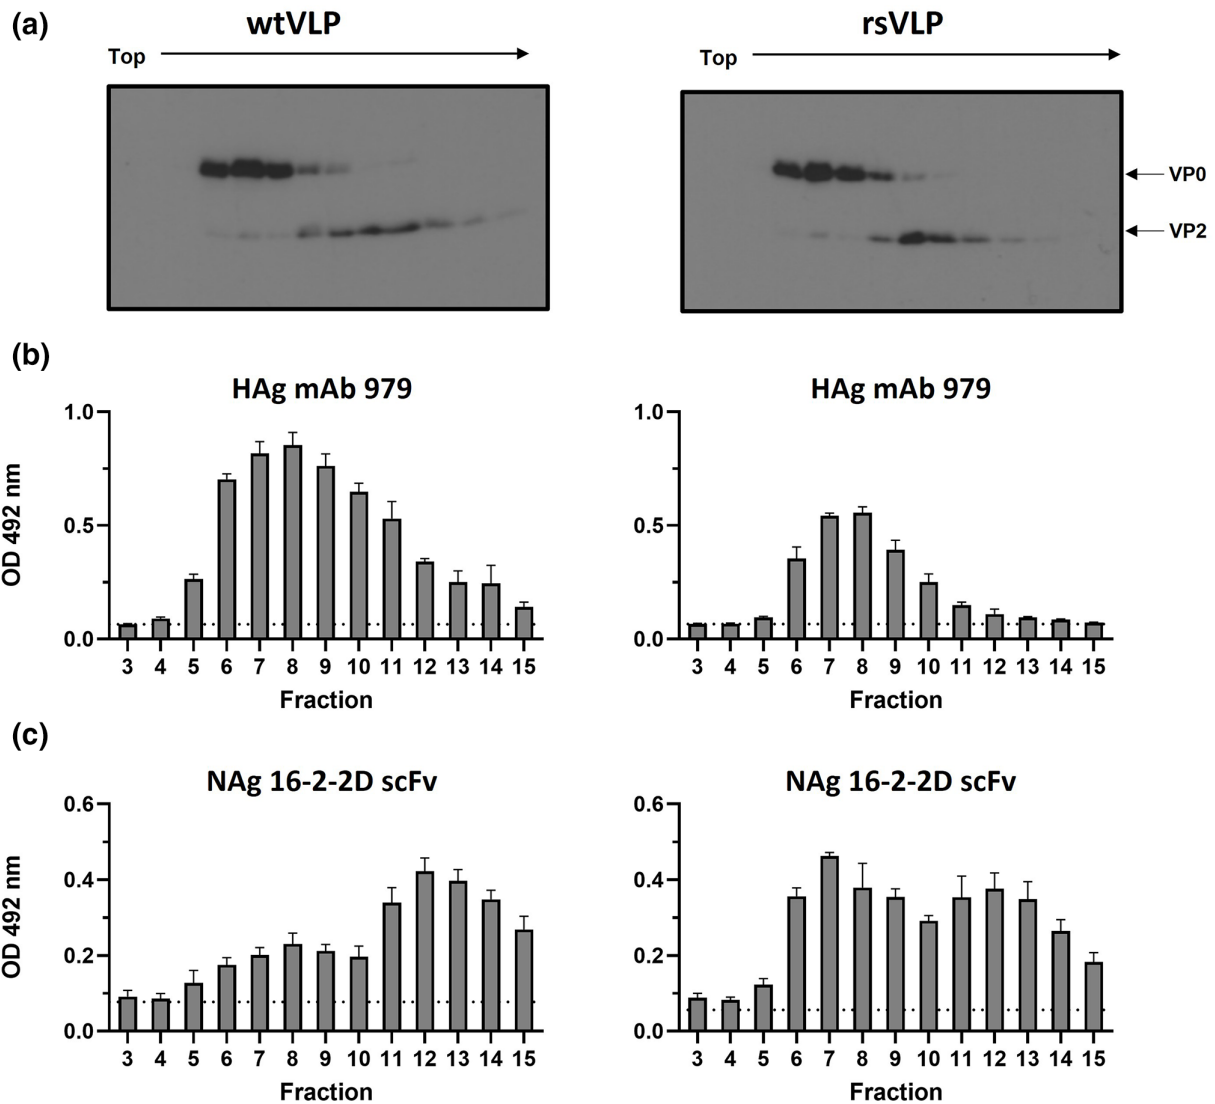 (a)
wtVLP
rsVLP
Top
Top
VP0
VP2
(b)
HAg mAb 979
HAg mAb 979
OD 492 nm
1.0
0.5
0.0
3 4 5 6 7 8 9 10 11 12 13 14 15
Fraction
1.0
0.5
0.0
3 4 5 6 7 8 9 10 11 12 13 14 15
Fraction
(c)
NAg 16-2-2D scFv
NAg 16-2-2D scFv
OD 492 nm
0.6
0.4
0.2
0.0
3 4 5 6 7 8 9 10 11 12 13 14 15
Fraction
0.6
0.4
0.2
0.0
3 4 5 6 7 8 9 10 11 12 13 14 15
Fraction